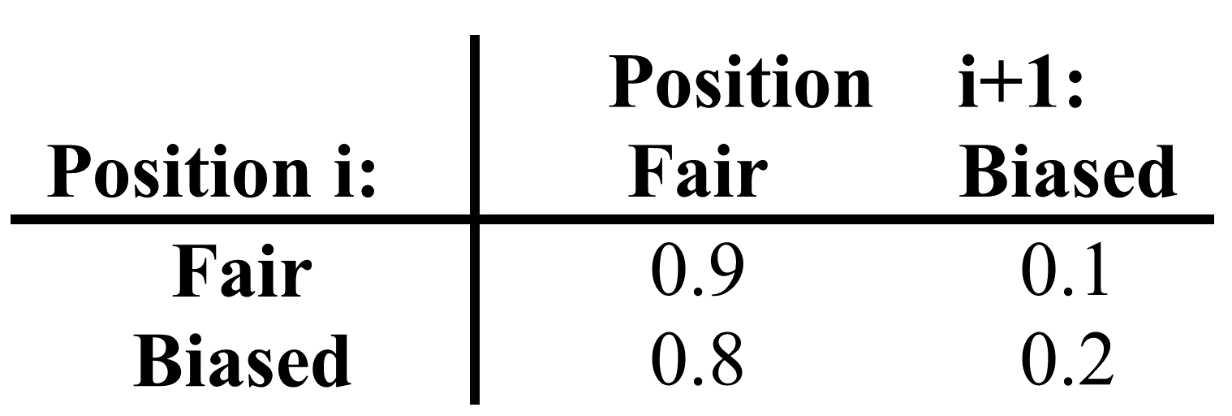 Position i+1:
Position i: Fair Biased
Fair 0.9 0.1
Biased 0.8 0.2